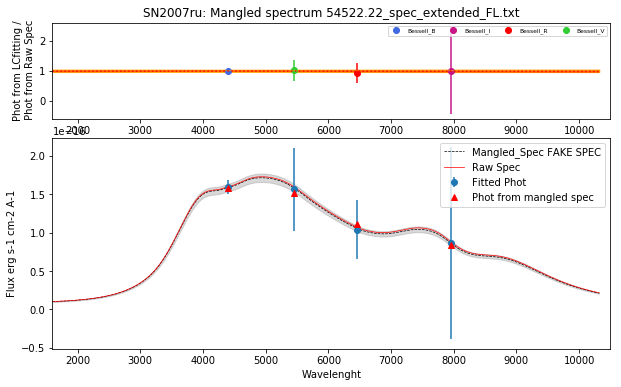 SN2007ru: Mangled spectrum 54522.22_spec_extended_FL.txt
Phot from LCfitting /
Phot from Raw Spec
2
1
0
Bessell_B
Bessell_I
Bessell_R
Bessell_V
2000 3000 4000 5000 6000 7000 8000 9000 10000
1e−16
Flux erg s-1 cm-2 A-1
2.0
1.5
1.0
0.5
0.0
−0.5
Mangled_Spec FAKE SPEC
Raw Spec
Fitted Phot
Phot from mangled spec
2000 3000 4000 5000 6000 7000 8000 9000 10000
Wavelenght